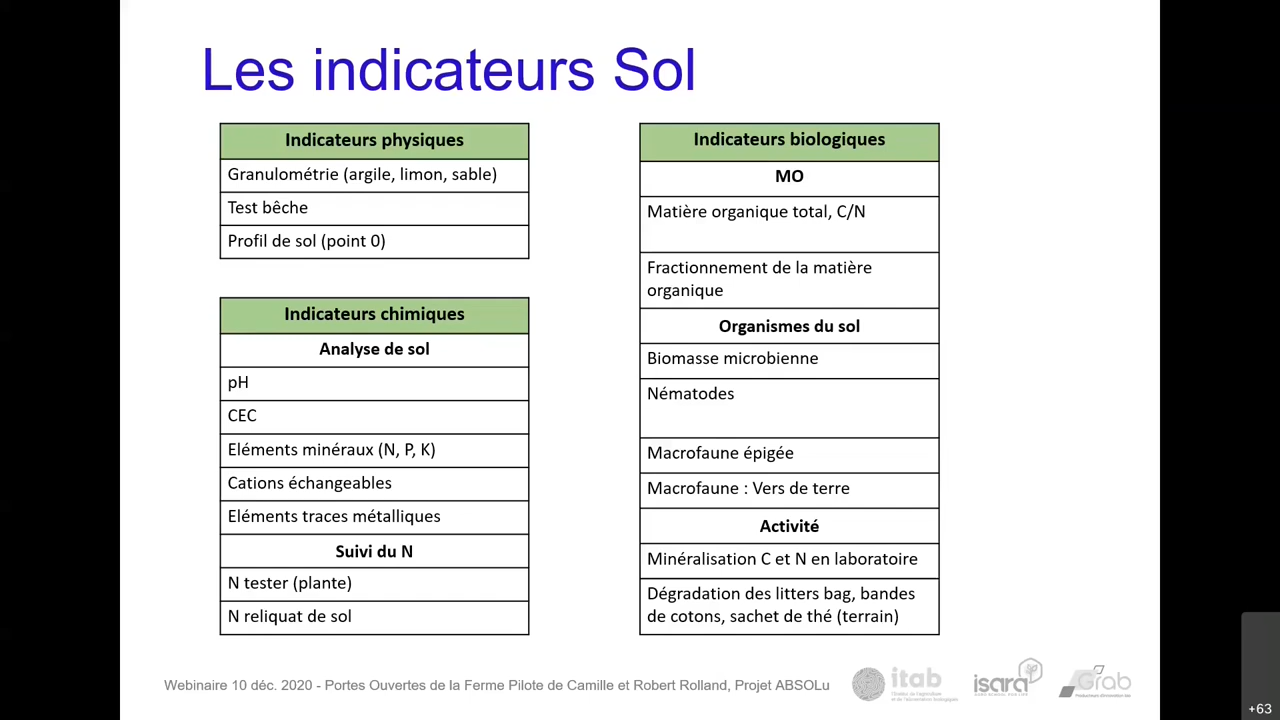 Les indicateurs Sol
Indicateurs physiques
Granulométrie (argile, limon, sable)
Test bêche
Profil de sol (point 0)
Indicateurs chimiques
Analyse de sol
pH
CEC
Eléments minéraux (N, P, K)
Cations échangeables
Eléments traces métalliques
Suivi du N
N tester (plante)
N reliquat de sol
Indicateurs biologiques
MO
Matière organique total, C/N
Fractionnement de la matière
organique
Organismes du sol
Biomasse microbienne
Nématodes
Macrofaune épigée
Macrofaune : Vers de terre
Activité
Minéralisation C et N en laboratoire
Dégradation des litters bag, bandes
de cotons, sachet de thé (terrain)
Webinaire 10 déc. 2020 - Portes Ouvertes de la Ferme Pilote de Camille et Robert Rolland, Projet ABSOLu
itab
isara
Grab
+63